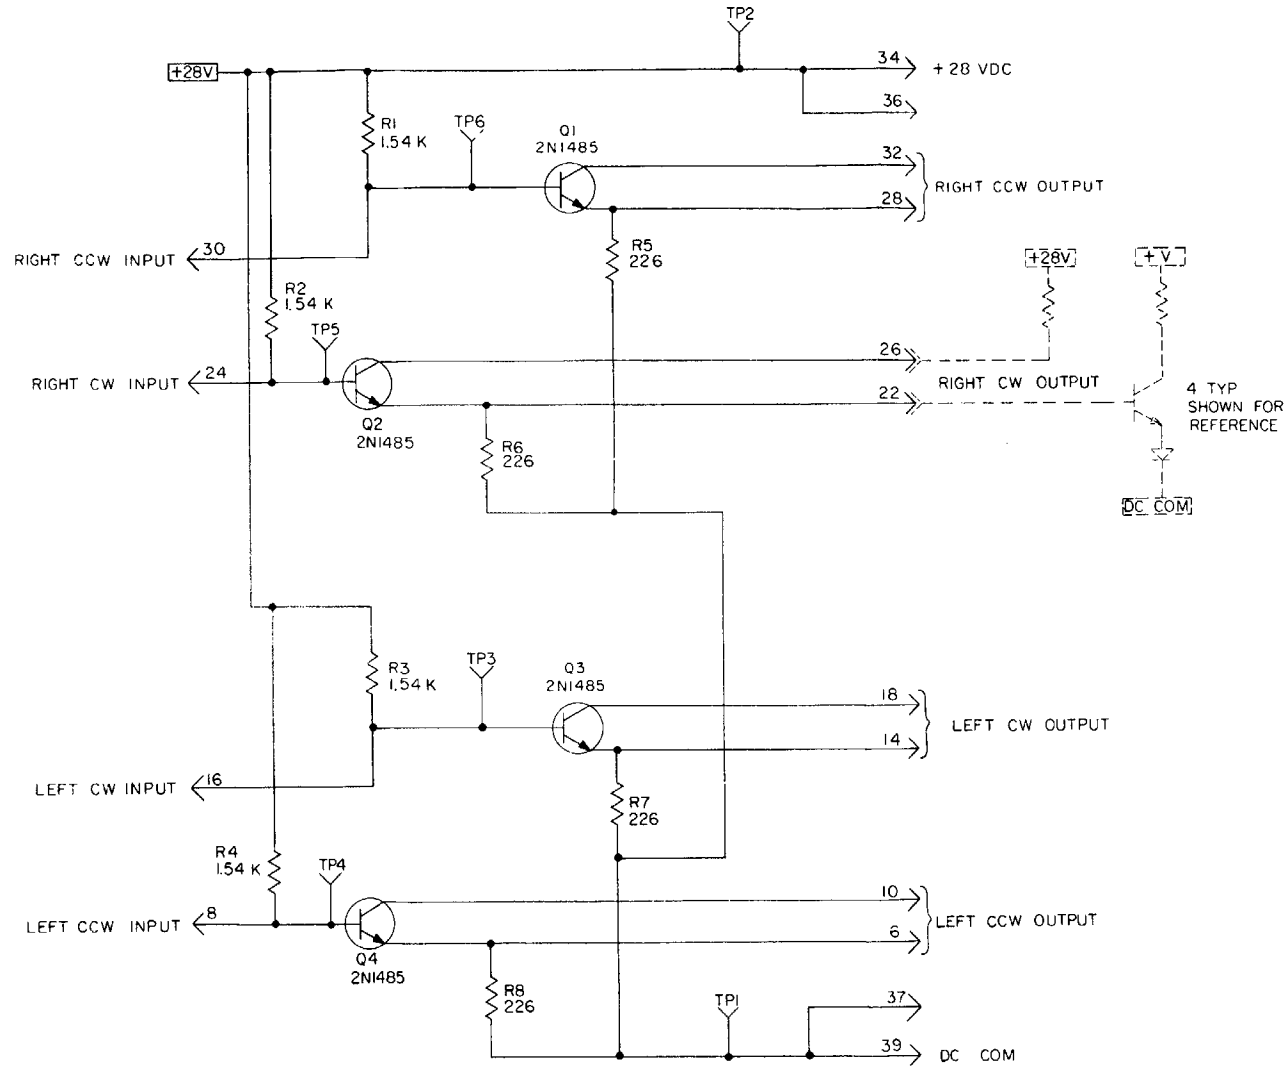 TP2
+28V
34
+28 VDC
36
R1
1.54 K
TP6
Q1
2N1485
32
RIGHT CCW OUTPUT
28
RIGHT CCW INPUT
30
R5
226
+28V
+V
R2
1.54 K
TP5
26
RIGHT CW INPUT
24
RIGHT CW OUTPUT
22
4 TYP
SHOWN FOR
REFERENCE
Q2
2N1485
R6
226
DC COM
R3
1.54 K
TP3
Q3
2N1485
18
LEFT CW OUTPUT
14
LEFT CW INPUT
16
R7
226
R4
1.54 K
TP4
10
LEFT CCW INPUT
8
LEFT CCW OUTPUT
6
Q4
2N1485
R8
226
TP1
37
39
DC COM